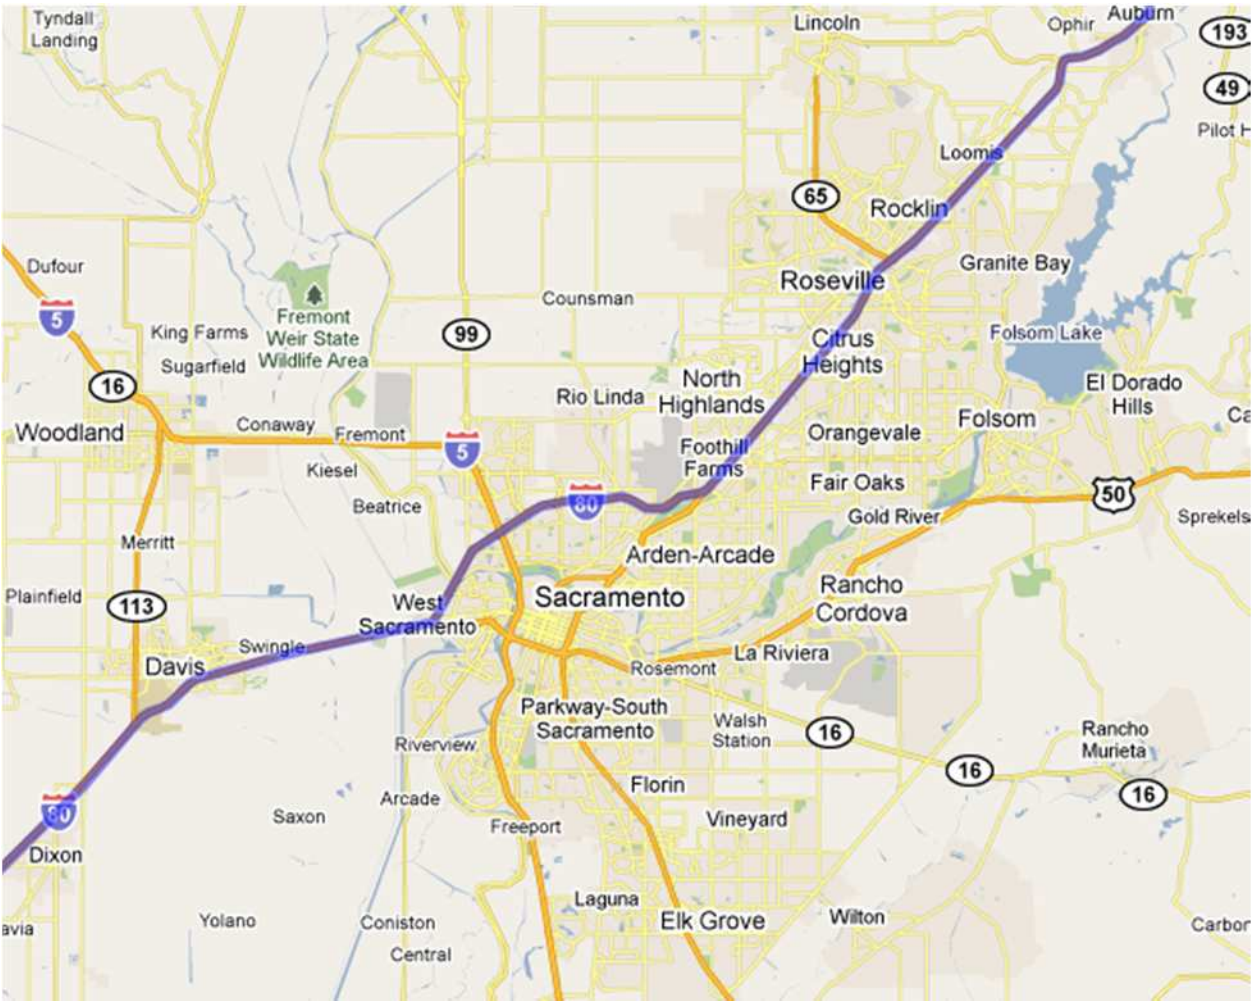 Tyndall
Landing
Lincoln
Ophir
Auburn
193
49
Pilot H
Loomis
65
Rocklin
Dufour
Roseville
Granite Bay
5
Counsman
Fremont
Weir State
Wildlife Area
King Farms
99
Citrus
Heights
Folsom Lake
Sugarfield
16
North
Highlands
Rio Linda
El Dorado
Hills
Ca
Woodland
Conaway
Fremont
5
Orangevale
Folsom
Foothill
Farms
Kiesel
Fair Oaks
50
Beatrice
80
Gold River
Sprekels
Merritt
Arden-Arcade
Plainfield
113
West
Sacramento
Sacramento
Rancho
Cordova
Swingle
Davis
Rosemont
La Riviera
Parkway-South
Sacramento
Walsh
Station
16
Rancho
Murieta
Riverview
16
16
80
Arcade
Florin
Saxon
Freeport
Vineyard
Dixon
Laguna
avia
Yolano
Coniston
Elk Grove
Wilton
Carbor
Central